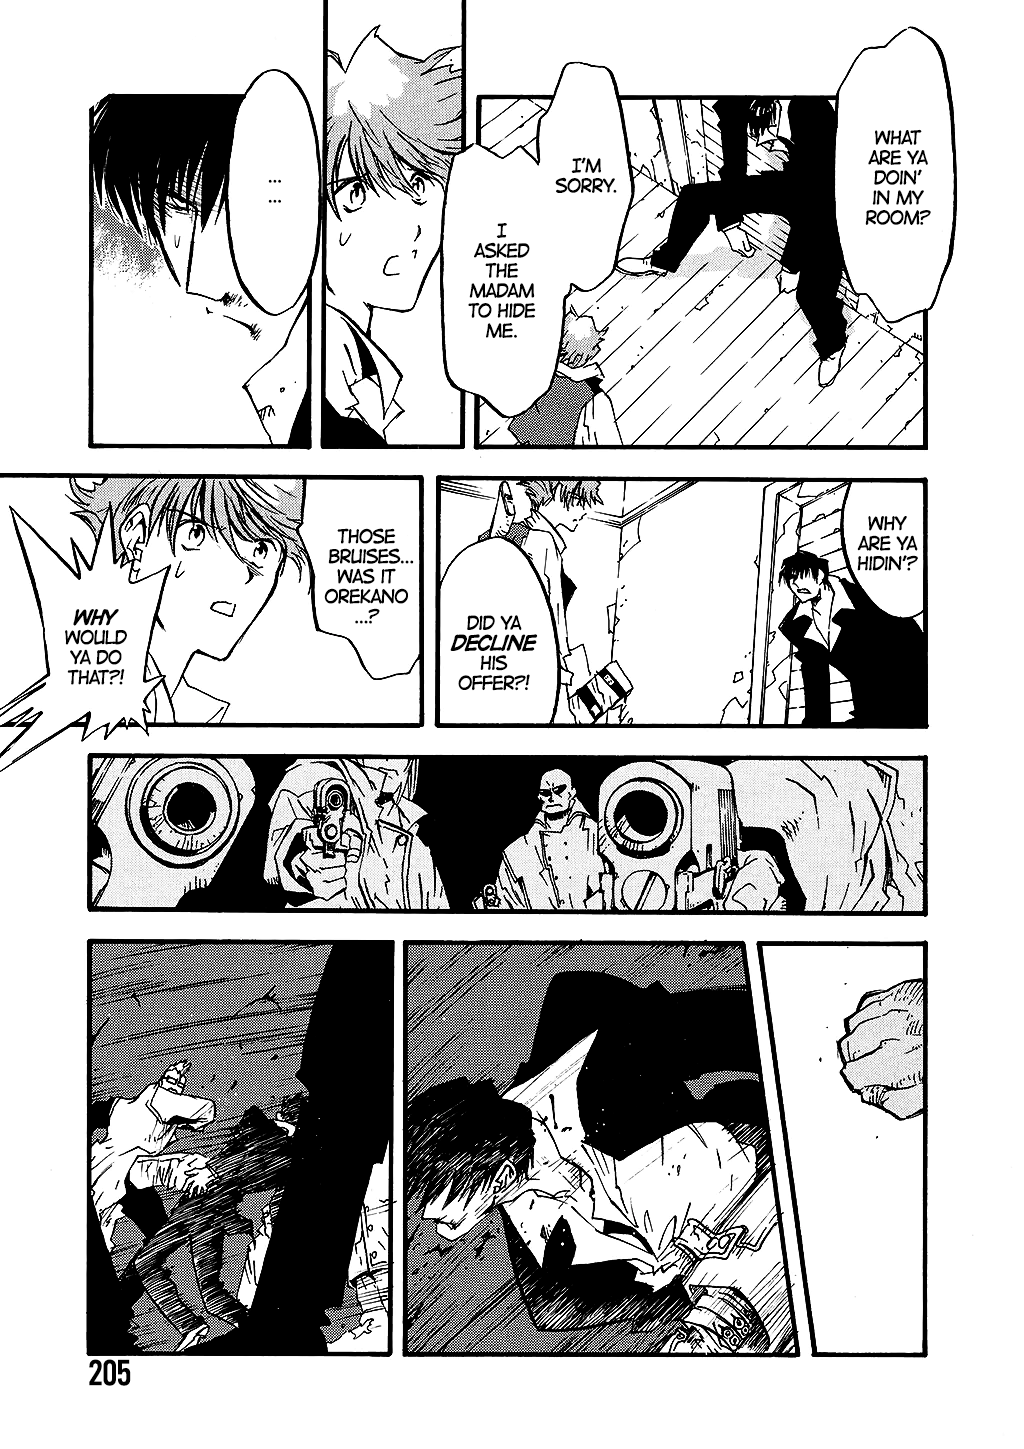 WHAT
ARE YA
DOIN'
IN MY
ROOM?
I'M
SORRY.
I
ASKED
THE
MADAM
TO HIDE
ME.
...
...
WHY
ARE YA
HIDIN'?
DID YA
DECLINE
HIS
OFFER?!
THOSE
BRUISES...
WAS IT
OREKANO
...?
WHY
WOULD
YA DO
THAT?!
205